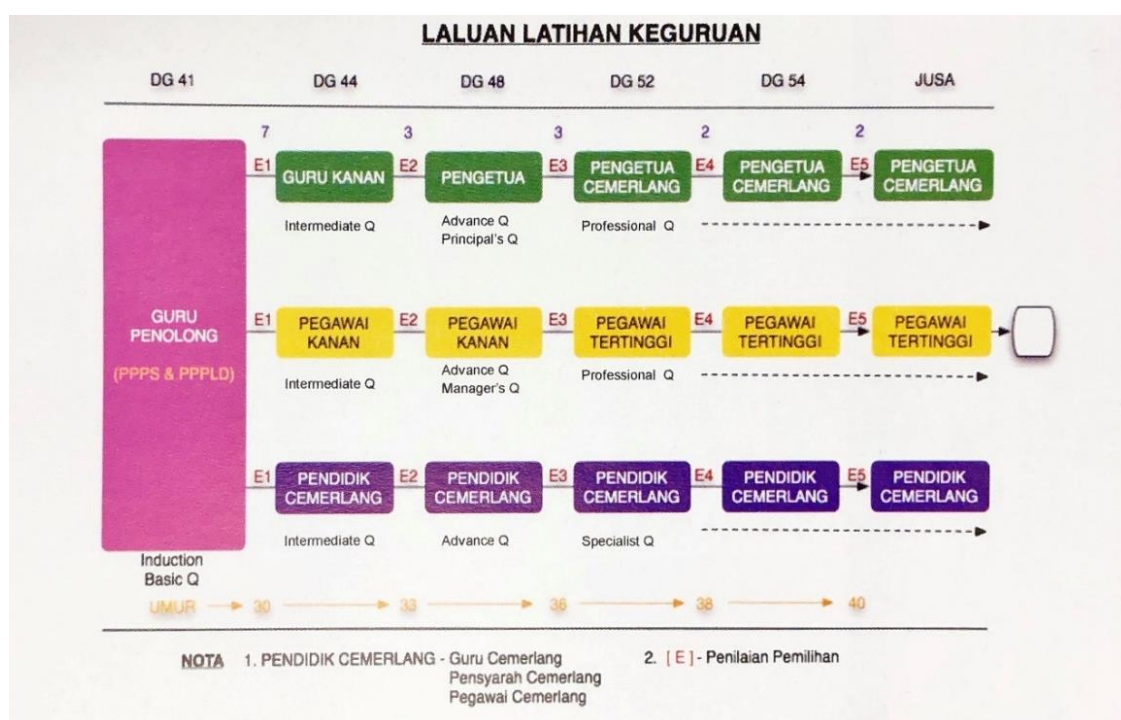 LALUAN LATIHAN KEGURUAN
DG 41 DG 44 DG 48 DG 52 DG 54 JUSA
7 3 3 2 2
E1 GURU KANAN E2 PENGETUA E3 PENGETUA CEMERLANG E4 PENGETUA CEMERLANG E5 PENGETUA CEMERLANG
Intermediate Q
Advance Q
Principal's Q
Professional Q
GURU
PENOLONG
(PPPS & PPPLD)
E1 PEGAWAI KANAN E2 PEGAWAI KANAN E3 PEGAWAI TERTINGGI E4 PEGAWAI TERTINGGI E5 PEGAWAI TERTINGGI
Intermediate Q
Advance Q
Manager's Q
Professional Q
E1 PENDIDIK CEMERLANG E2 PENDIDIK CEMERLANG E3 PENDIDIK CEMERLANG E4 PENDIDIK CEMERLANG E5 PENDIDIK CEMERLANG
Intermediate Q Advance Q Specialist Q
Induction
Basic Q
UMUR 30 33 36 38 40
NOTA 1. PENDIDIK CEMERLANG - Guru Cemerlang 2. [ E ] - Penilaian Pemilihan
Pensyarah Cemerlang
Pegawai Cemerlang